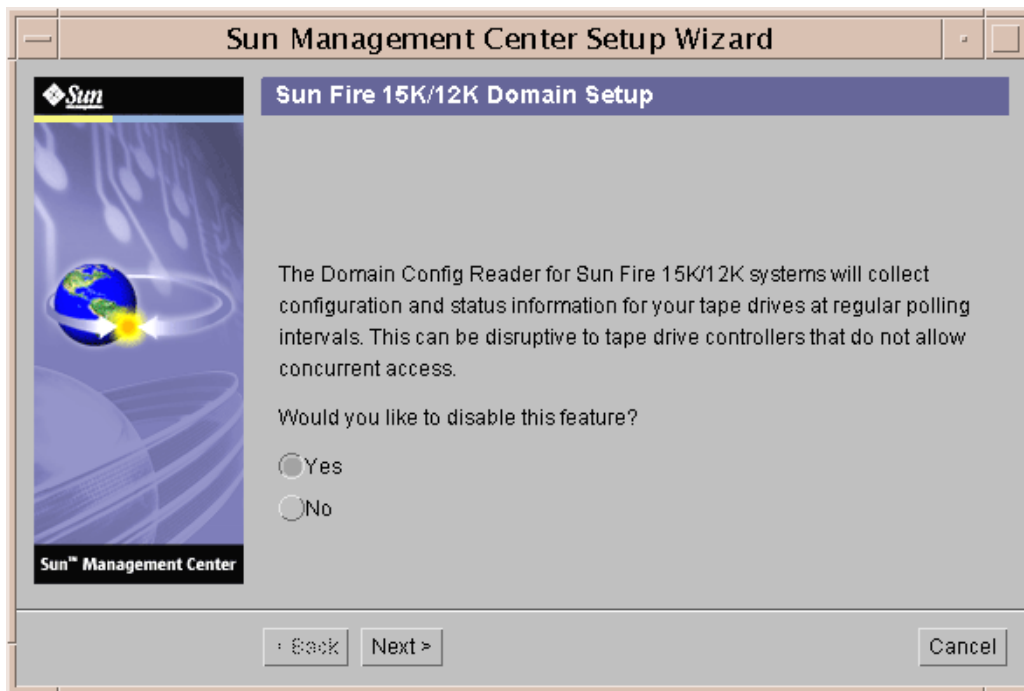 Sun Management Center Setup Wizard
Sun
Sun Fire 15K/12K Domain Setup
The Domain Config Reader for Sun Fire 15K/12K systems will collect
configuration and status information for your tape drives at regular polling
intervals. This can be disruptive to tape drive controllers that do not allow
concurrent access.
Would you like to disable this feature?
Yes
No
Sun™ Management Center
< Back
Next >
Cancel